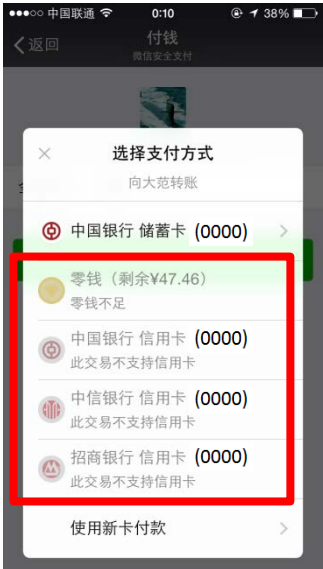 中国联通 0:10 38%
返回 付钱
微信安全支付
选择支付方式
向大范转账
中国银行 储蓄卡 (0000)
零钱（剩余¥47.46）
零钱不足
中国银行 信用卡 (0000)
此交易不支持信用卡
中信银行 信用卡 (0000)
此交易不支持信用卡
招商银行 信用卡 (0000)
此交易不支持信用卡
使用新卡付款